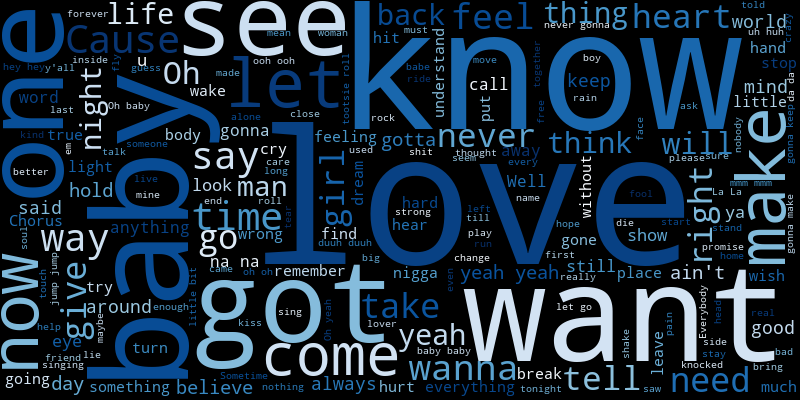 forever
life
see
know
back
feel
thing
heart
told
world
one
Cause
mean
woman
hit
must
never gonna
uh huh
crazy
hey hey
y'all
inside
fly
guess
u
Oh
made
ooh ooh
let
babe
ride
understand
move
boy
together
hand
stop
word
night
Oh baby
wake
alone
close
tootsie roll
call
put
keep
rain
mind
little
da da
last
kind
true
em
body
gonna
rock
free
ask
talk
someone
feeling
gotta
never
think
face
will
nobody
baby
say
cry
used
shit
seem
thought
away
every
please
sure
make
gonna keep
better
light
live
mine
look
care
long
man
girl
dream
love
Well
without
right
mmm mmm
La La
hold
end
roll
hard
strong
name
fool
said
Chorus
soul
anything
time
tear
hear
left
till
hope
die
start
ya
stand
go
wrong
find
duuh duuh
play
run
gone
first
show
promise
home
gonna make
way
na na
big
change
now
touch
jump jump
give
came
oh oh
remember
nigga
even
yeah yeah
still
really
place
ain't
wish
try
around
enough
little bit
got
sing
Oh yeah
take
want
let go
Everybody
head
real
help
maybe
kiss
lover
yeah
shake
pain
good
eye
friend
lie
turn
come
baby baby
side
stay
bad
singing
Sometime
wanna
break
leave
knocked
bring
going
day
something
believe
nothing
always
hurt
everything
tonight
tell
saw
need
much